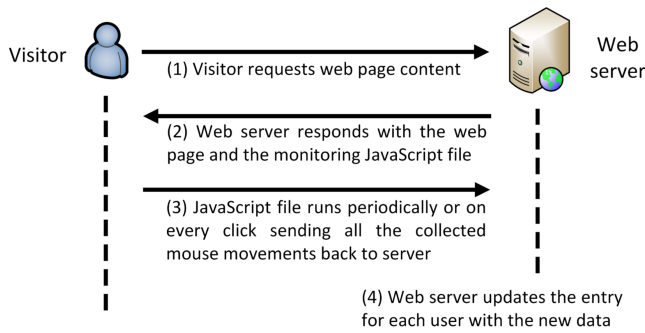 Visitor
Web
server
(1) Visitor requests web page content
(2) Web server responds with the web
page and the monitoring JavaScript file
(3) JavaScript file runs periodically or on
every click sending all the collected
mouse movements back to server
(4) Web server updates the entry
for each user with the new data